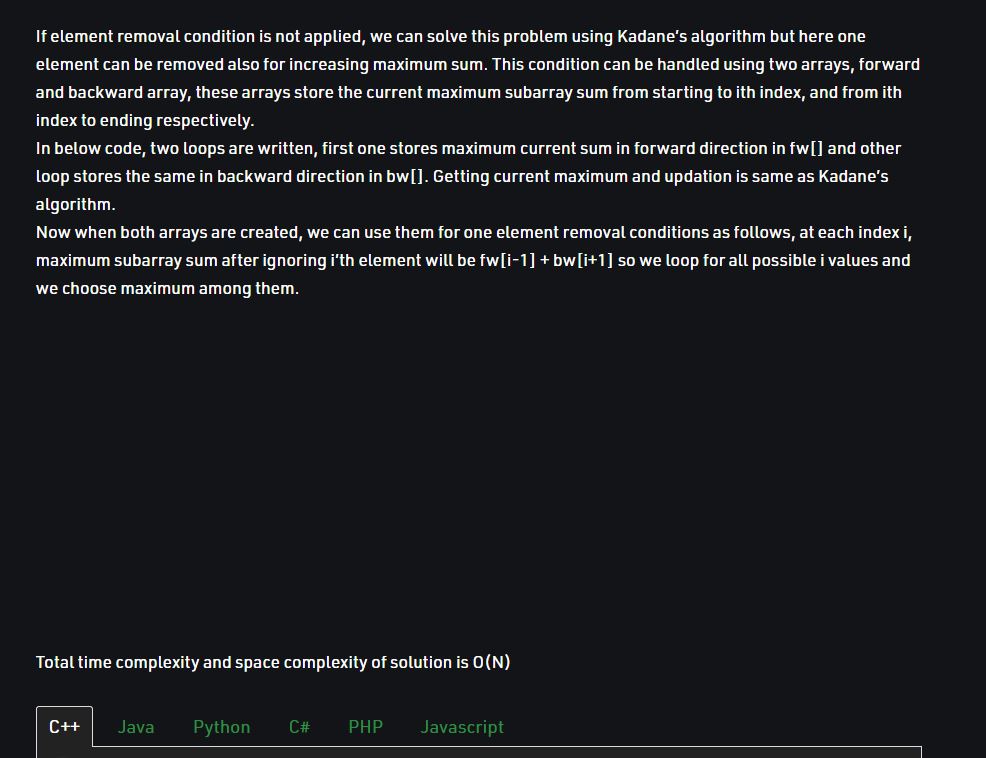 If element removal condition is not applied, we can solve this problem using Kadane's algorithm but here one
element can be removed also for increasing maximum sum. This condition can be handled using two arrays, forward
and backward array, these arrays store the current maximum subarray sum from starting to ith index, and from ith
index to ending respectively.
In below code, two loops are written, first one stores maximum current sum in forward direction in fw[] and other
loop stores the same in backward direction in bw[]. Getting current maximum and updation is same as Kadane's
algorithm.
Now when both arrays are created, we can use them for one element removal conditions as follows, at each index i,
maximum subarray sum after ignoring i'th element will be fw[i-1] + bw[i+1] so we loop for all possible i values and
we choose maximum among them.
Total time complexity and space complexity of solution is O(N)
C++ Java Python C# PHP Javascript